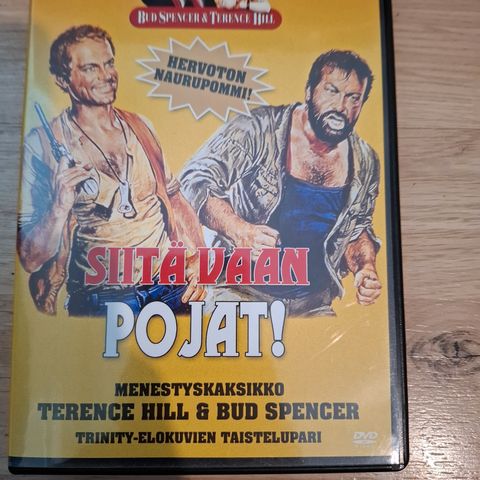 BUD SPENCER & TERENCE HILL
HERVOTON
NAURUPOMMI!
SIITÄ VAAN
POJAT!
MENESTYSKAKSIKKO
TERENCE HILL & BUD SPENCER
TRINITY-ELOKUVIEN TAISTELUPARI
DVD